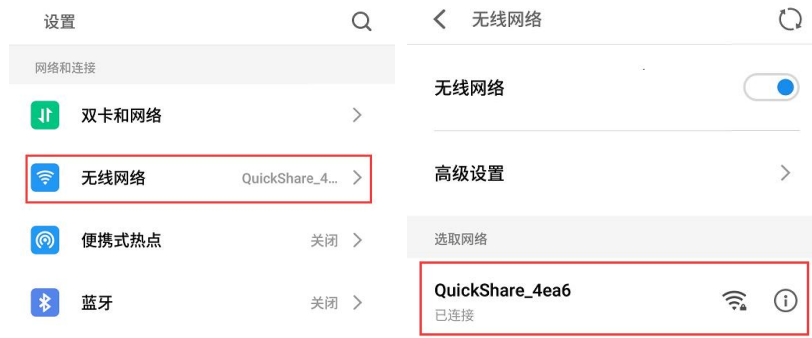 设置
网络和连接
双卡和网络
无线网络 QuickShare_4...
便携式热点 关闭
蓝牙 关闭
无线网络
无线网络
高级设置
选取网络
QuickShare_4ea6
已连接